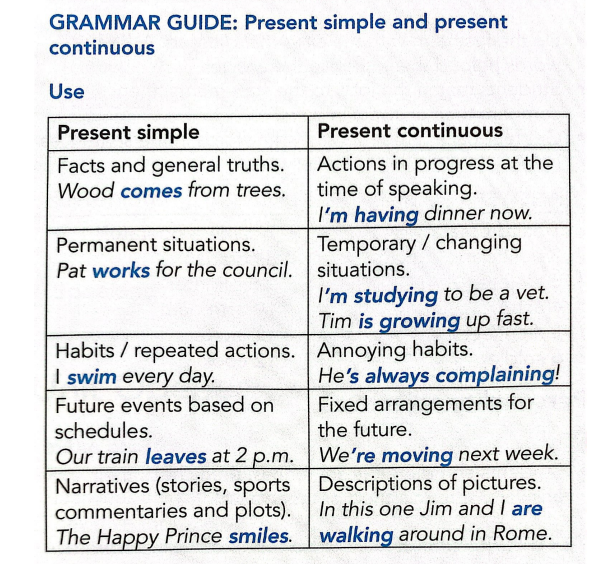 GRAMMAR GUIDE: Present simple and present
continuous
Use
Present simple
Present continuous
Facts and general truths.
Wood comes from trees.
Actions in progress at the
time of speaking.
I'm having dinner now.
Permanent situations.
Pat works for the council.
Temporary / changing
situations.
I'm studying to be a vet.
Tim is growing up fast.
Habits / repeated actions.
I swim every day.
Annoying habits.
He's always complaining!
Future events based on
schedules.
Our train leaves at 2 p.m.
Fixed arrangements for
the future.
We're moving next week.
Narratives (stories, sports
commentaries and plots).
The Happy Prince smiles.
Descriptions of pictures.
In this one Jim and I are
walking around in Rome.